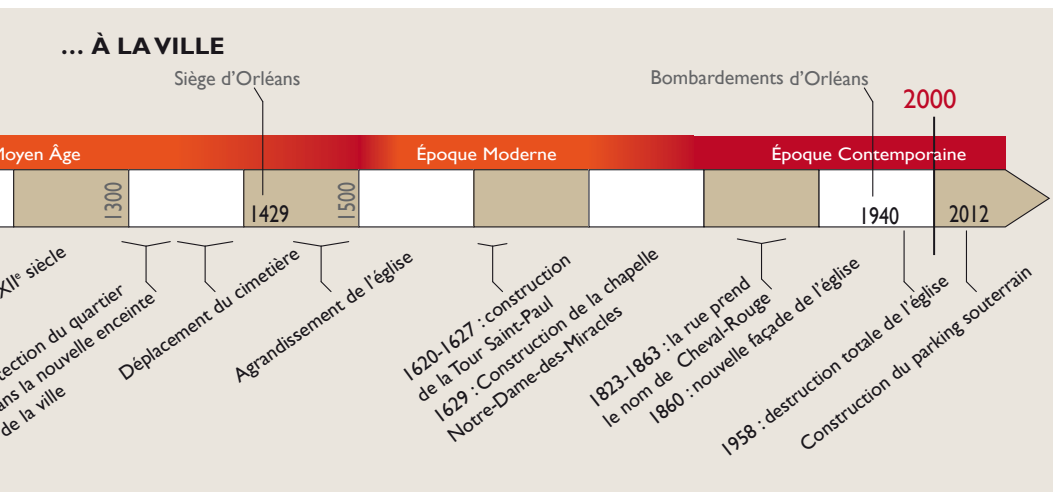 … À LA VILLE
Siège d’Orléans
Bombardements d’Orléans
2000
Moyen Âge
Époque Moderne
Époque Contemporaine
1300
1429
1500
1940
2012
XIIe siècle
du quartier
la nouvelle enceinte
de la ville
Déplacement du cimetière
Agrandissement de l’église
1620-1627 : construction
de la Tour Saint-Paul
1629 : Construction de la chapelle
Notre-Dame-des-Miracles
1823-1863 : la rue prend
le nom de Cheval-Rouge
1860 : nouvelle façade de l’église
1958 : destruction totale de l’église
Construction du parking souterrain